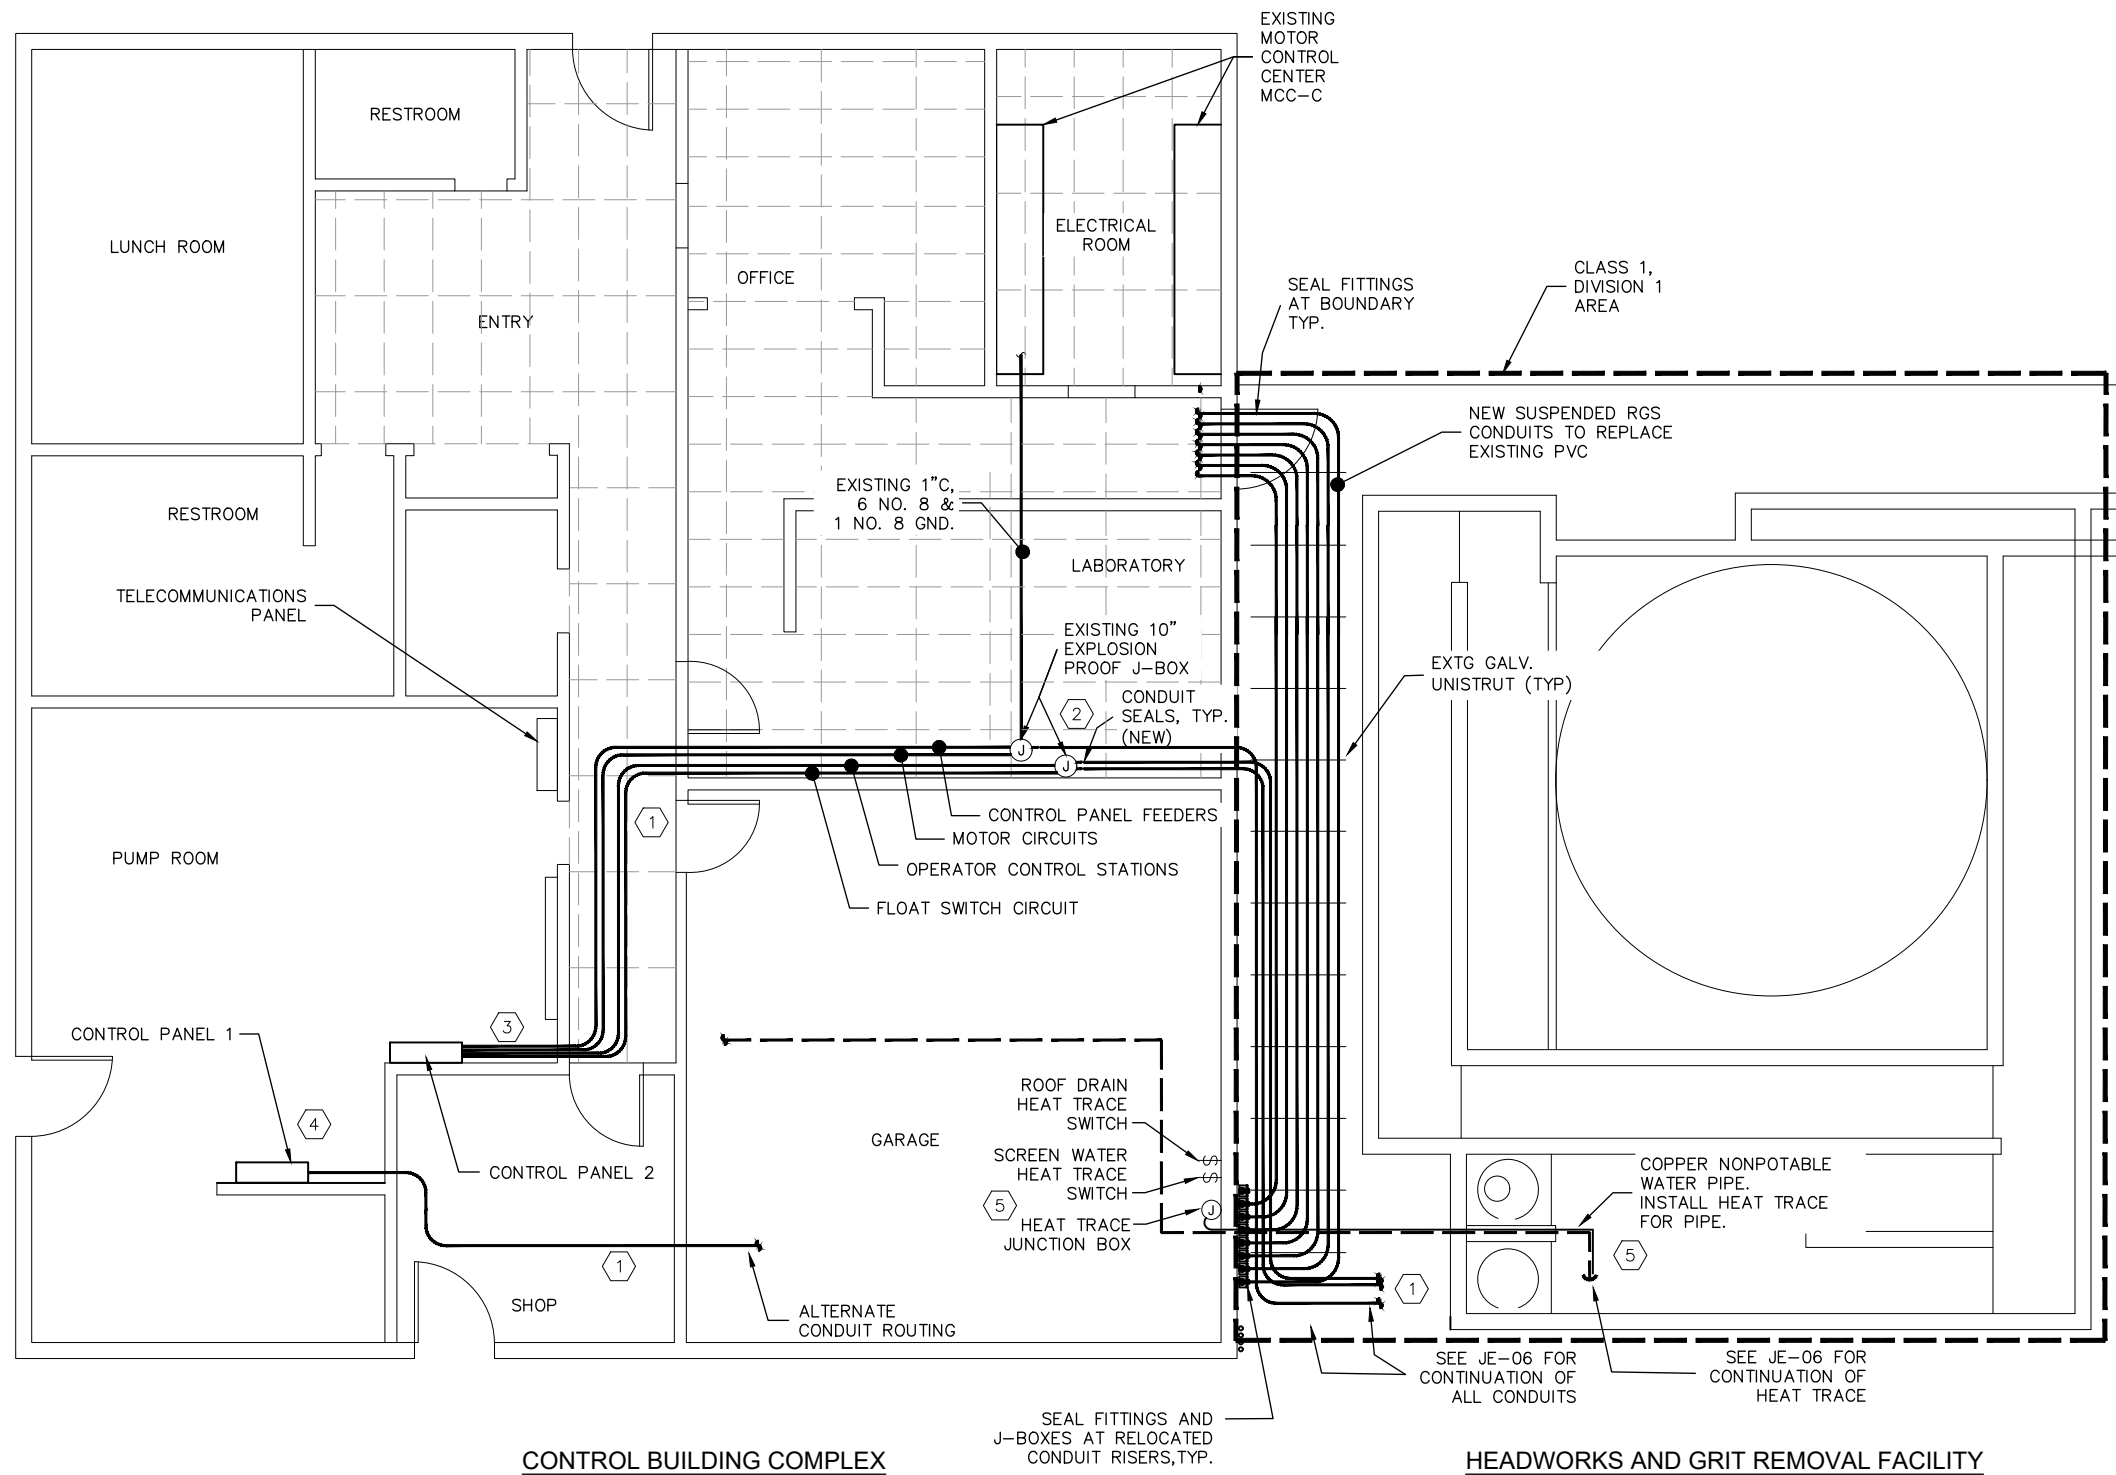 EXISTING
MOTOR
CONTROL
CENTER
MCC-C
RESTROOM
LUNCH ROOM
ELECTRICAL
ROOM
OFFICE
ENTRY
SEAL FITTINGS
AT BOUNDARY
TYP.
CLASS 1,
DIVISION 1
AREA
NEW SUSPENDED RGS
CONDUITS TO REPLACE
EXISTING PVC
EXISTING 1"C,
6 NO. 8 &
1 NO. 8 GND.
RESTROOM
LABORATORY
TELECOMMUNICATIONS
PANEL
EXISTING 10"
EXPLOSION
PROOF J-BOX
EXTG GALV.
UNISTRUT (TYP)
2
CONDUIT
SEALS, TYP.
(NEW)
J
J
1
CONTROL PANEL FEEDERS
MOTOR CIRCUITS
OPERATOR CONTROL STATIONS
FLOAT SWITCH CIRCUIT
PUMP ROOM
CONTROL PANEL 1
3
4
CONTROL PANEL 2
GARAGE
ROOF DRAIN
HEAT TRACE
SWITCH
S
SCREEN WATER
HEAT TRACE
SWITCH
S
5
HEAT TRACE
JUNCTION BOX
J
COPPER NONPOTABLE
WATER PIPE.
INSTALL HEAT TRACE
FOR PIPE.
5
1
1
SHOP
ALTERNATE
CONDUIT ROUTING
SEE JE-06 FOR
CONTINUATION OF
ALL CONDUITS
SEE JE-06 FOR
CONTINUATION OF
HEAT TRACE
SEAL FITTINGS AND
J-BOXES AT RELOCATED
CONDUIT RISERS,TYP.
CONTROL BUILDING COMPLEX
HEADWORKS AND GRIT REMOVAL FACILITY